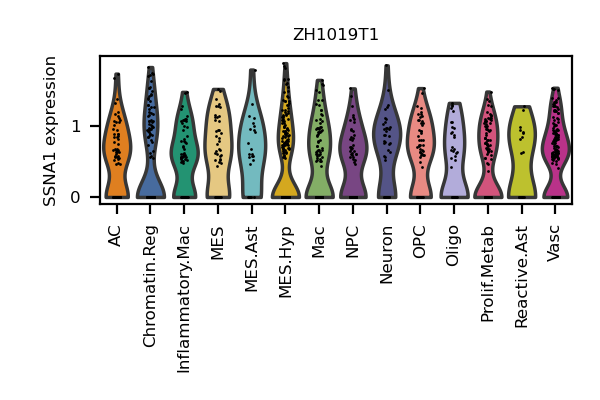 ZH1019T1
SSNA1 expression
1
0
AC
Chromatin.Reg
Inflammatory.Mac
MES
MES.Ast
MES.Hyp
Mac
NPC
Neuron
OPC
Oligo
Prolif.Metab
Reactive.Ast
Vasc